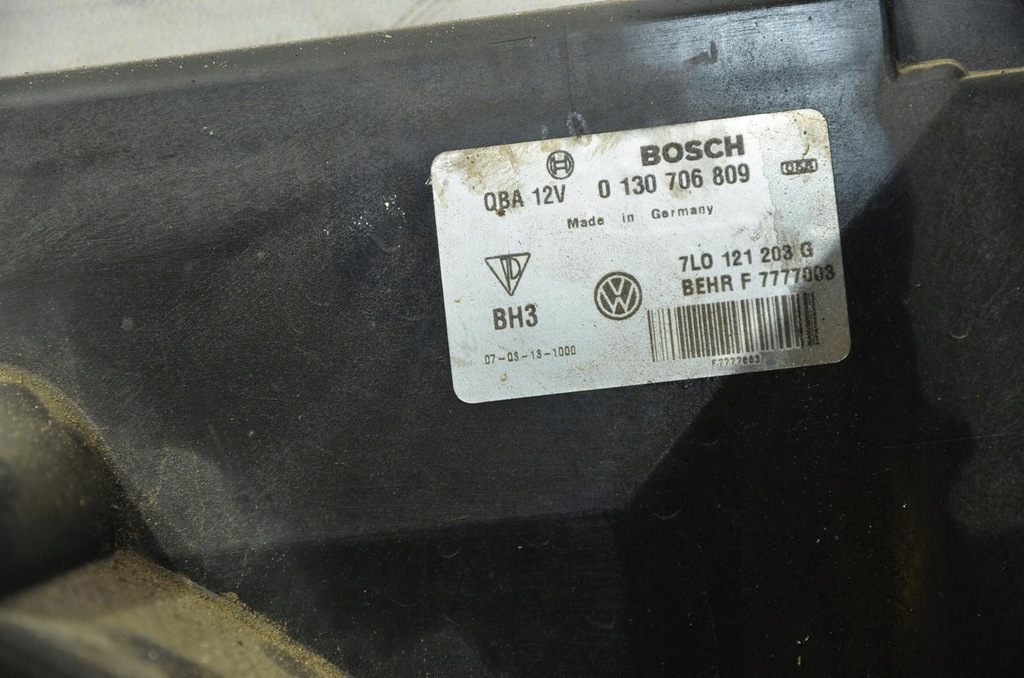 BOSCH
QBA 12V 0 130 706 809
Made in Germany
7L0 121 203 G
BEHR F 7777003
BH3
07-03-13-1000
F7777003